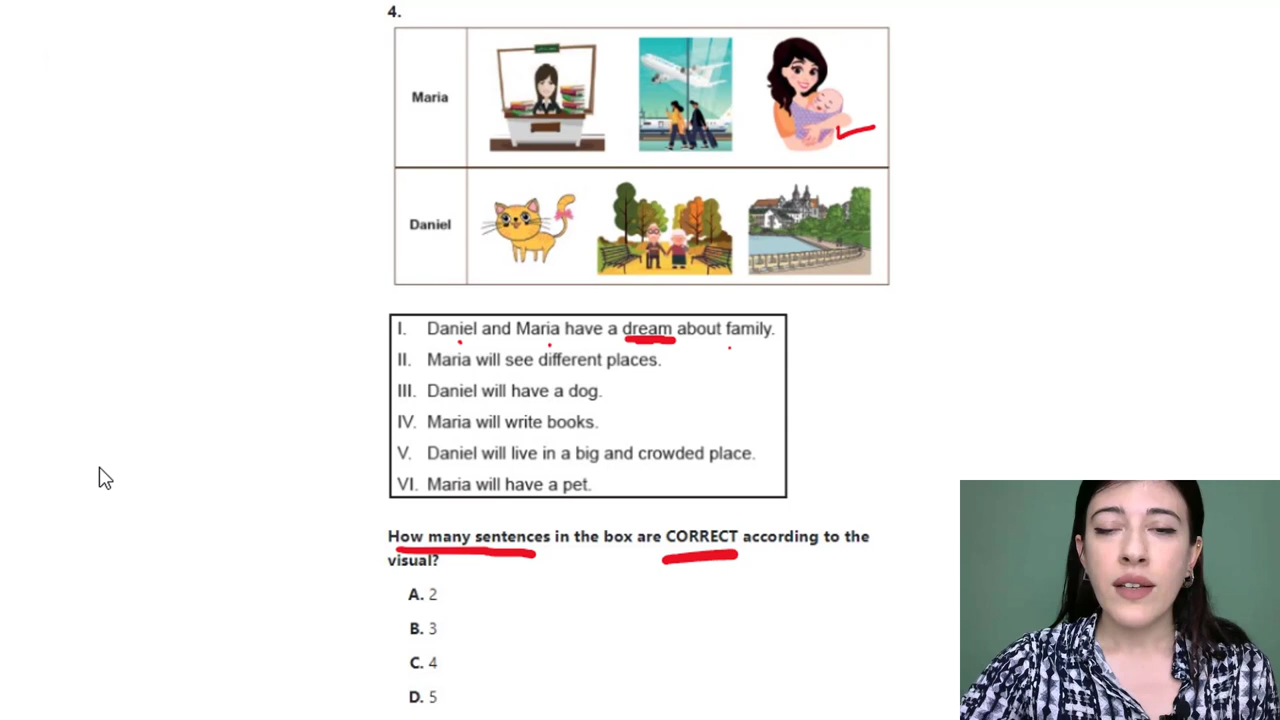 4.
Maria
Daniel
I. Daniel and Maria have a dream about family.
II. Maria will see different places.
III. Daniel will have a dog.
IV. Maria will write books.
V. Daniel will live in a big and crowded place.
VI. Maria will have a pet.
How many sentences in the box are CORRECT according to the
visual?
A. 2
B. 3
C. 4
D. 5